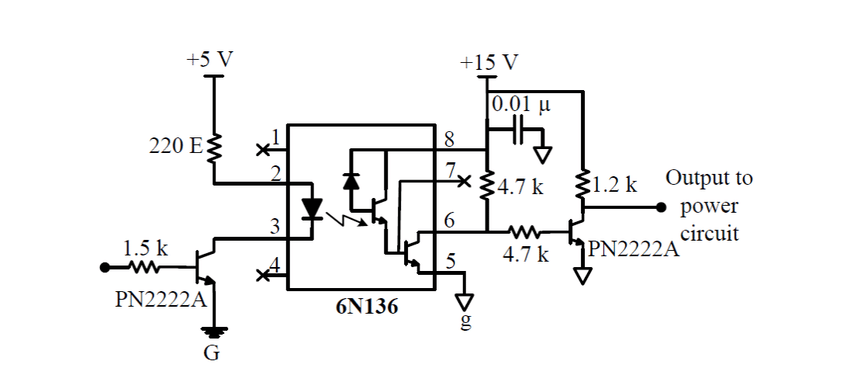 +5 V
+15 V
0.01 µ
220 E
1
8
2
7
4.7 k
1.2 k
Output to
power
circuit
3
6
1.5 k
4.7 k
PN2222A
4
5
PN2222A
6N136
g
G